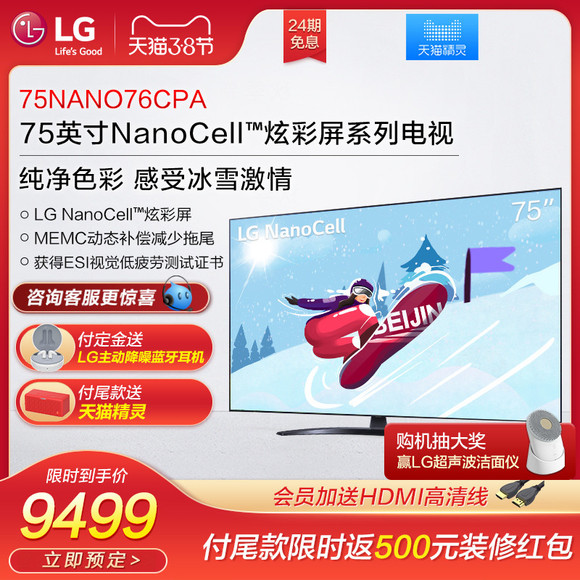 LG
Life's Good
天猫3.8节
24期
免息
天猫精灵
75NANO76CPA
75英寸NanoCell™炫彩屏系列电视
纯净色彩 感受冰雪激情
LG NanoCell™炫彩屏
MEMC动态补偿减少拖尾
获得ESI视觉低疲劳测试证书
LG NanoCell
75″
BEIJIN
咨询客服更惊喜
付定金送
LG主动降噪蓝牙耳机
付尾款送
天猫精灵
购机抽大奖
赢LG超声波洁面仪
限时到手价
9499
立即预定>
会员加送HDMI高清线
付尾款限时返500元装修红包